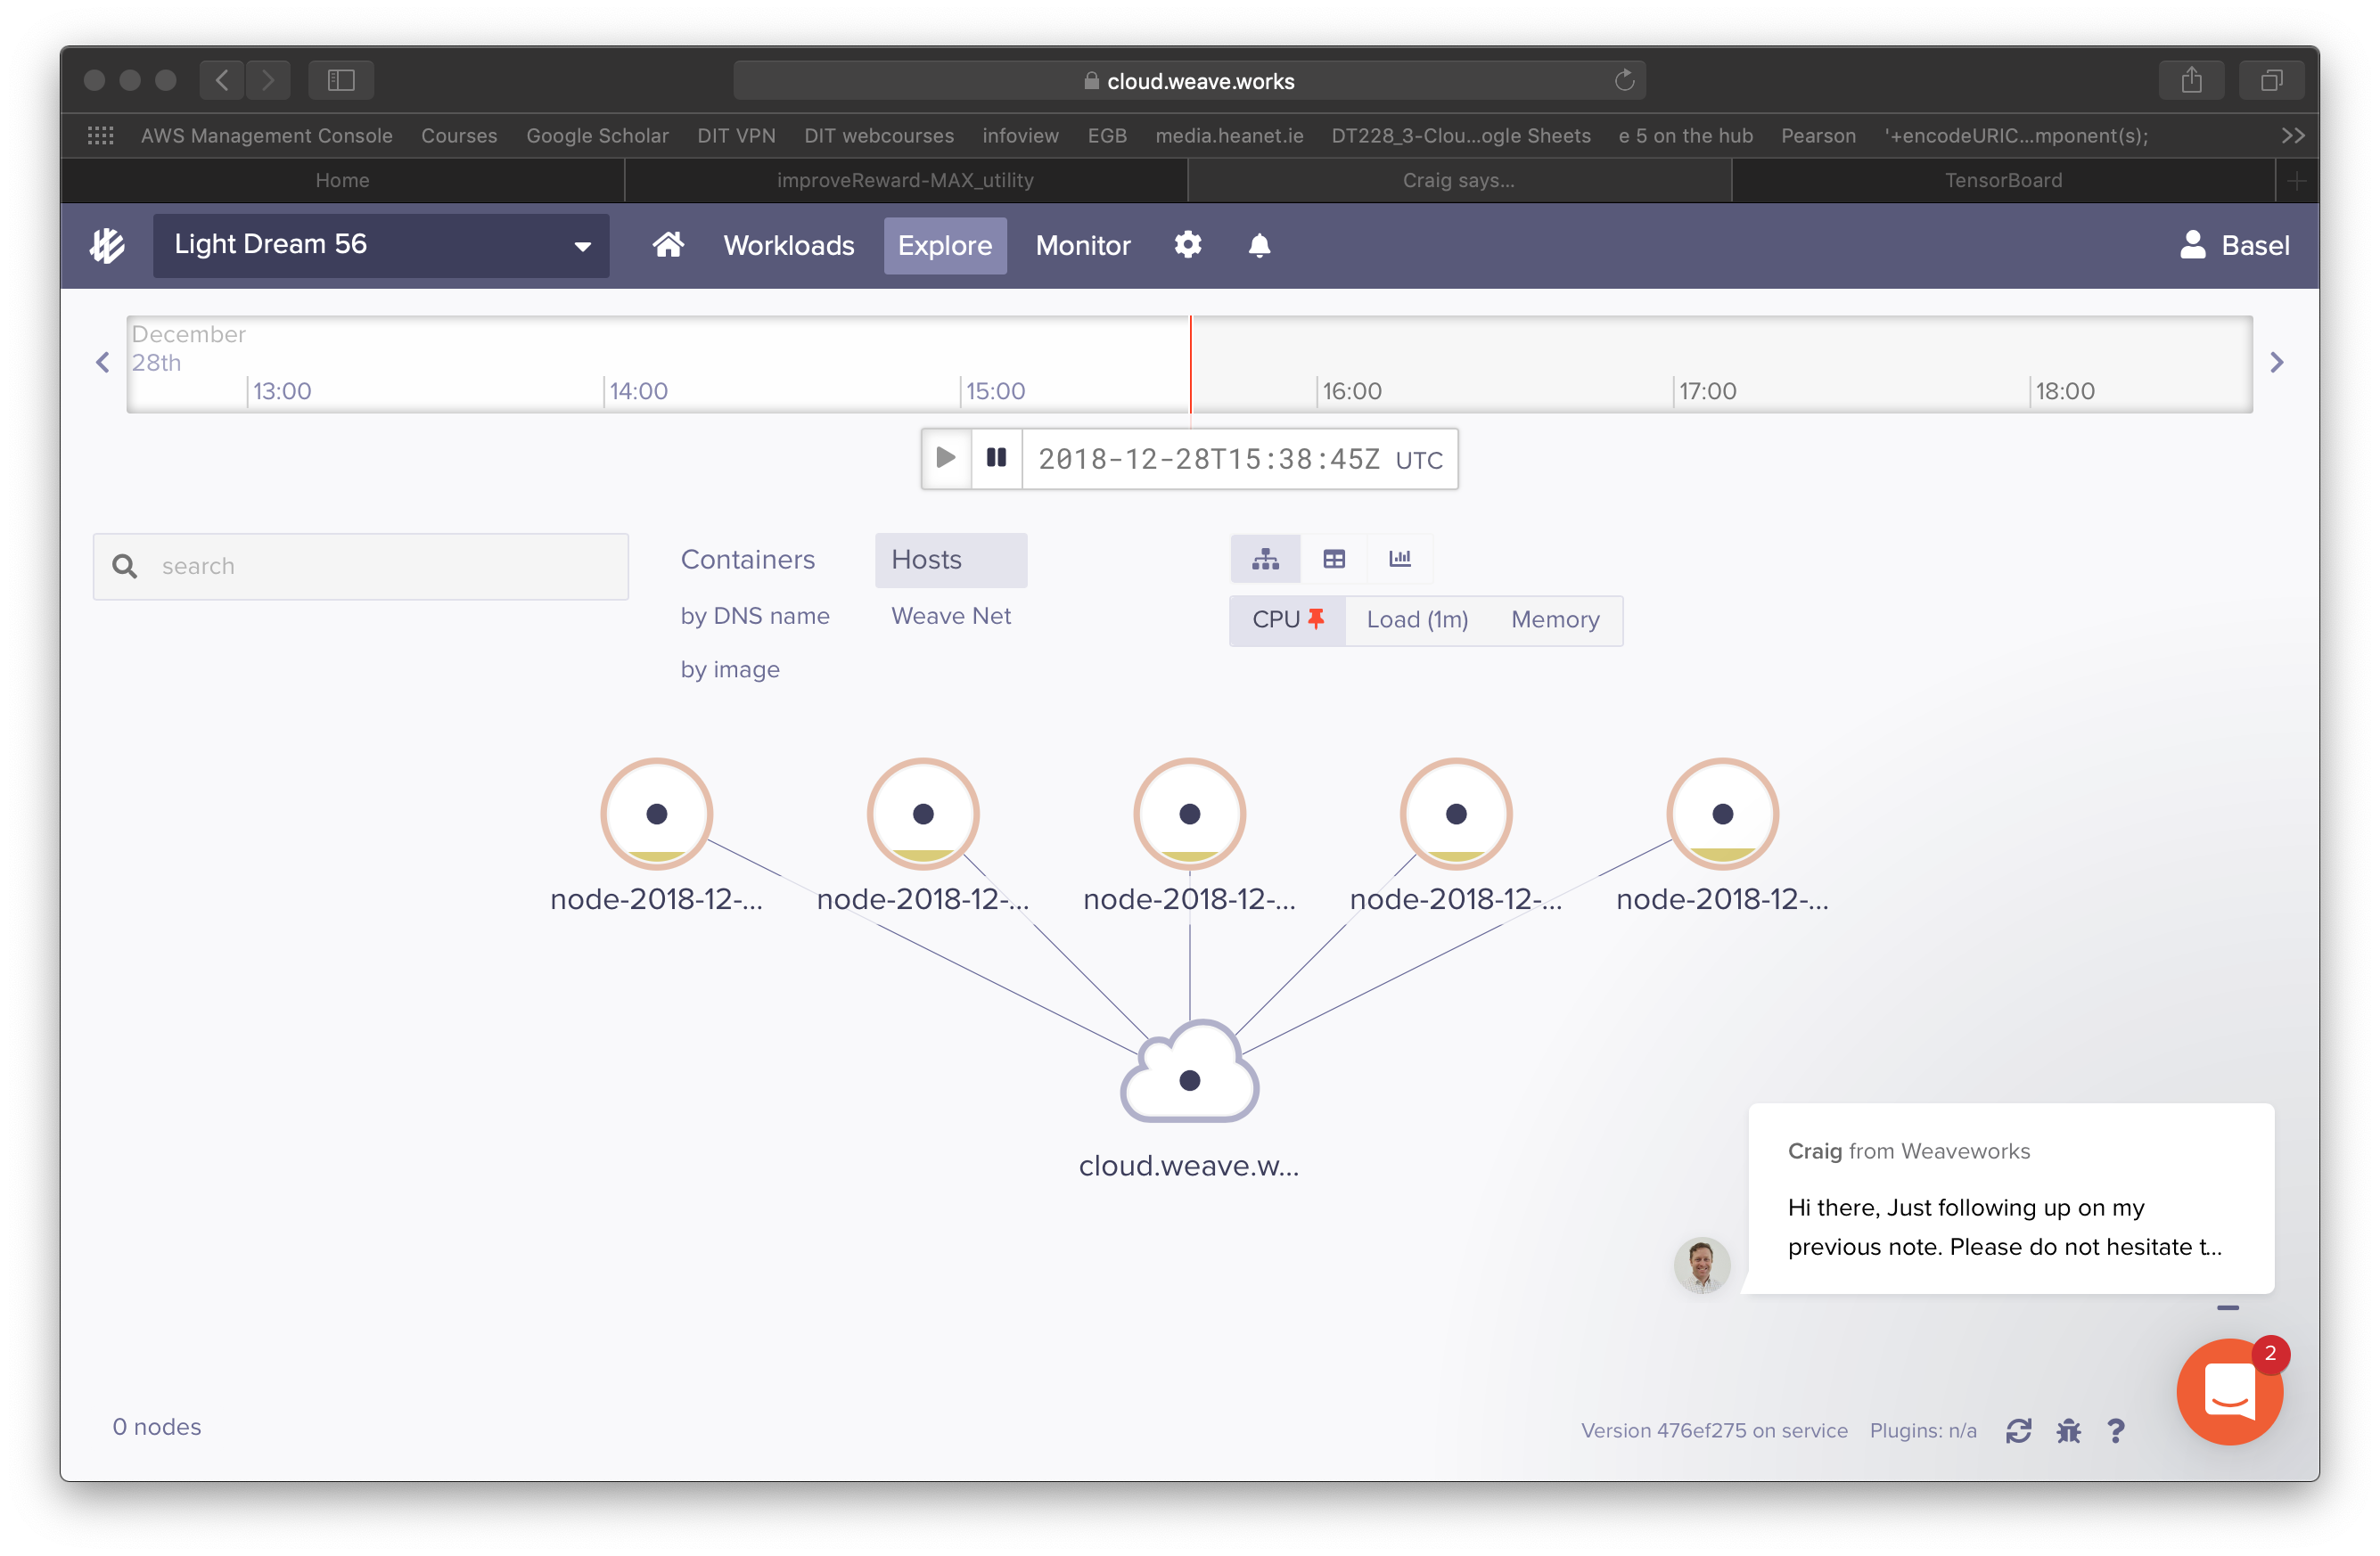 cloud.weave.works
AWS Management Console Courses Google Scholar DIT VPN DIT webcourses infoview EGB media.heanet.ie DT228_3-Clou...ogle Sheets e 5 on the hub Pearson '+encodeURIC...mponent(s);
Home improveReward-MAX_utility Craig says... TensorBoard
Light Dream 56 Workloads Explore Monitor Basel
December
28th
13:00 14:00 15:00 16:00 17:00 18:00
2018-12-28T15:38:45Z UTC
search
Containers Hosts
by DNS name Weave Net
by image
CPU Load (1m) Memory
node-2018-12-... node-2018-12-... node-2018-12-... node-2018-12-... node-2018-12-...
cloud.weave.w...
Craig from Weaveworks
Hi there, Just following up on my
previous note. Please do not hesitate t...
2
0 nodes
Version 476ef275 on service Plugins: n/a